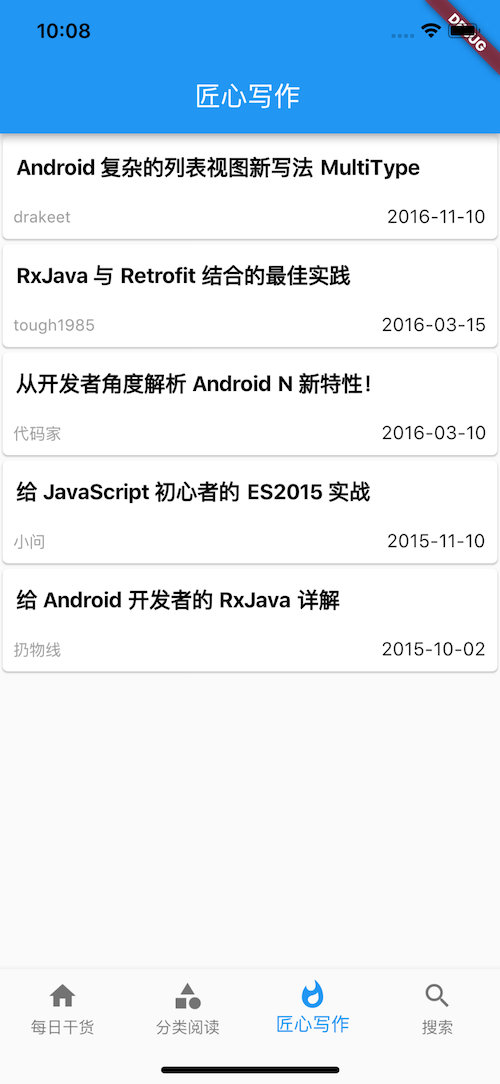 10:08
DEBUG
匠心写作
Android 复杂的列表视图新写法 MultiType
drakeet
2016-11-10
RxJava 与 Retrofit 结合的最佳实践
tough1985
2016-03-15
从开发者角度解析 Android N 新特性!
代码家
2016-03-10
给 JavaScript 初心者的 ES2015 实战
小问
2015-11-10
给 Android 开发者的 RxJava 详解
扔物线
2015-10-02
每日干货
分类阅读
匠心写作
搜索